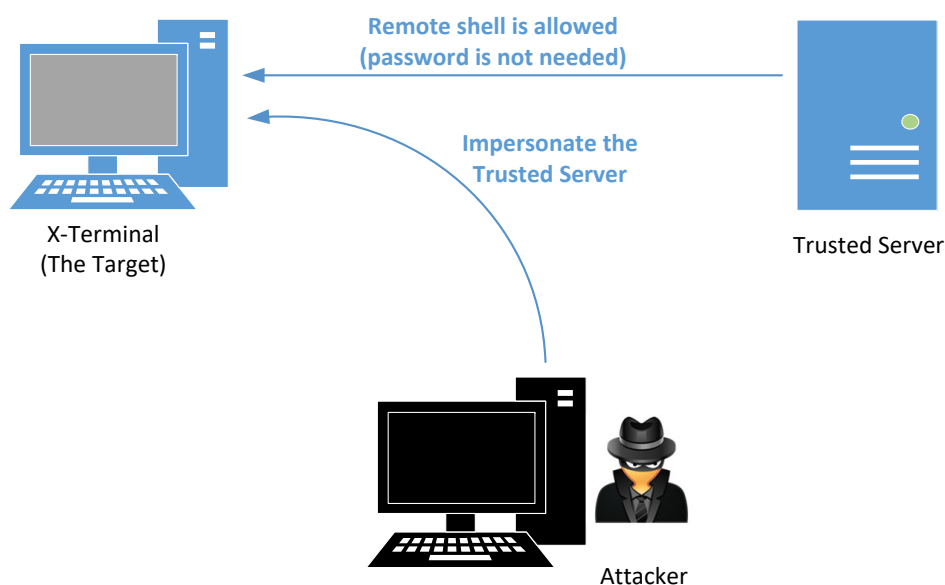 Remote shell is allowed
(password is not needed)
Impersonate the
Trusted Server
X-Terminal
(The Target)
Trusted Server
Attacker